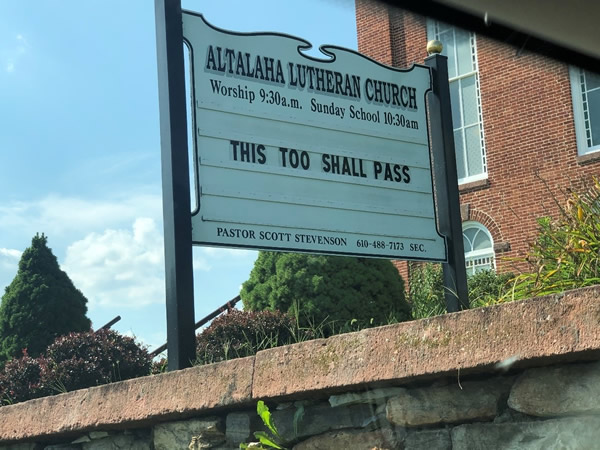 ALTALAHA LUTHERAN CHURCH
Worship 9:30a.m. Sunday School 10:30am
THIS TOO SHALL PASS
PASTOR SCOTT STEVENSON 610-488-7173 SEC.